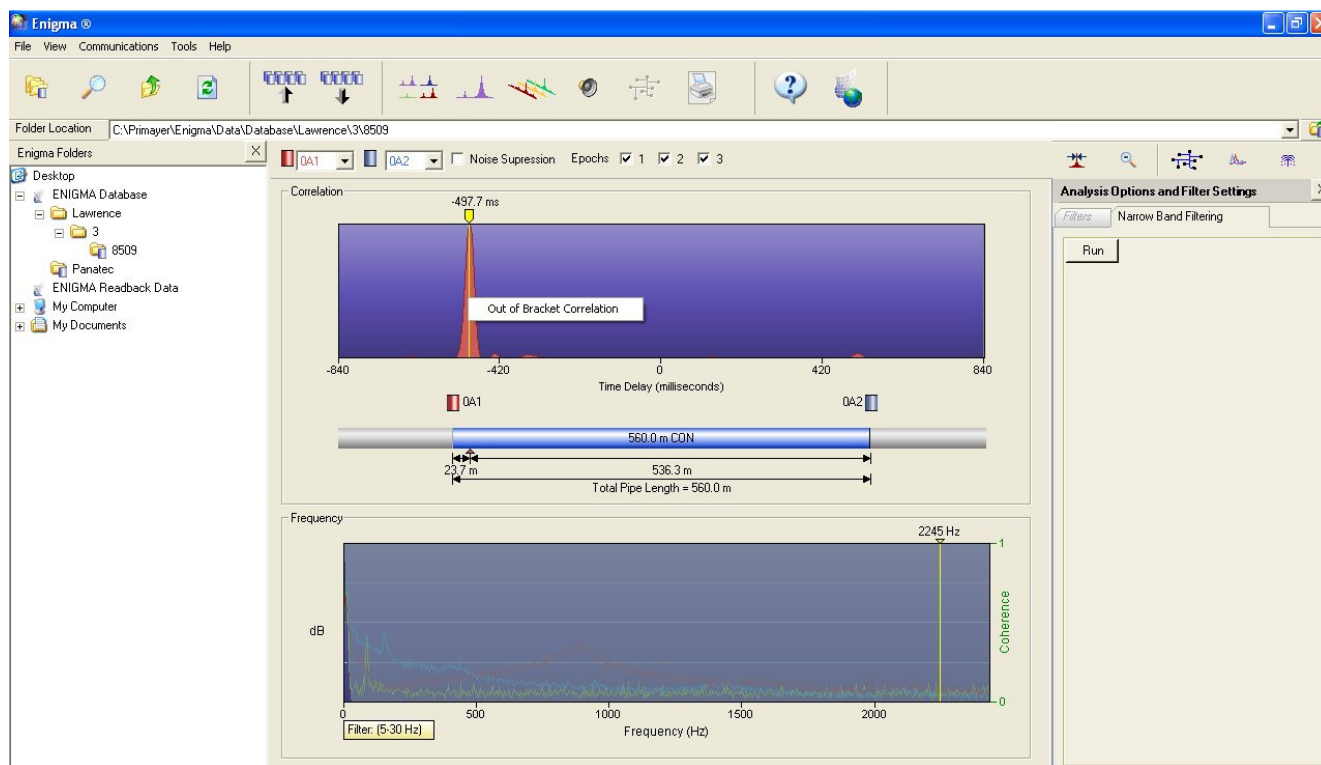 Enigma ®
File View Communications Tools Help
Folder Location C:\Primayer\Enigma\Data\Database\Lawrence\3\8509
Enigma Folders
Desktop
ENIGMA Database
Lawrence
3
8509
Panatec
ENIGMA Readback Data
My Computer
My Documents
0A1 0A2 Noise Supression Epochs 1 2 3
Correlation
-497.7 ms
Out of Bracket Correlation
-840 -420 0 420 840
Time Delay (milliseconds)
0A1 0A2
560.0 m CON
23.7 m 536.3 m
Total Pipe Length = 560.0 m
Frequency
2245 Hz
1
dB
Coherence
0
0 500 1000 1500 2000
Filter: (5-30 Hz)
Frequency (Hz)
Analysis Options and Filter Settings
Filters Narrow Band Filtering
Run